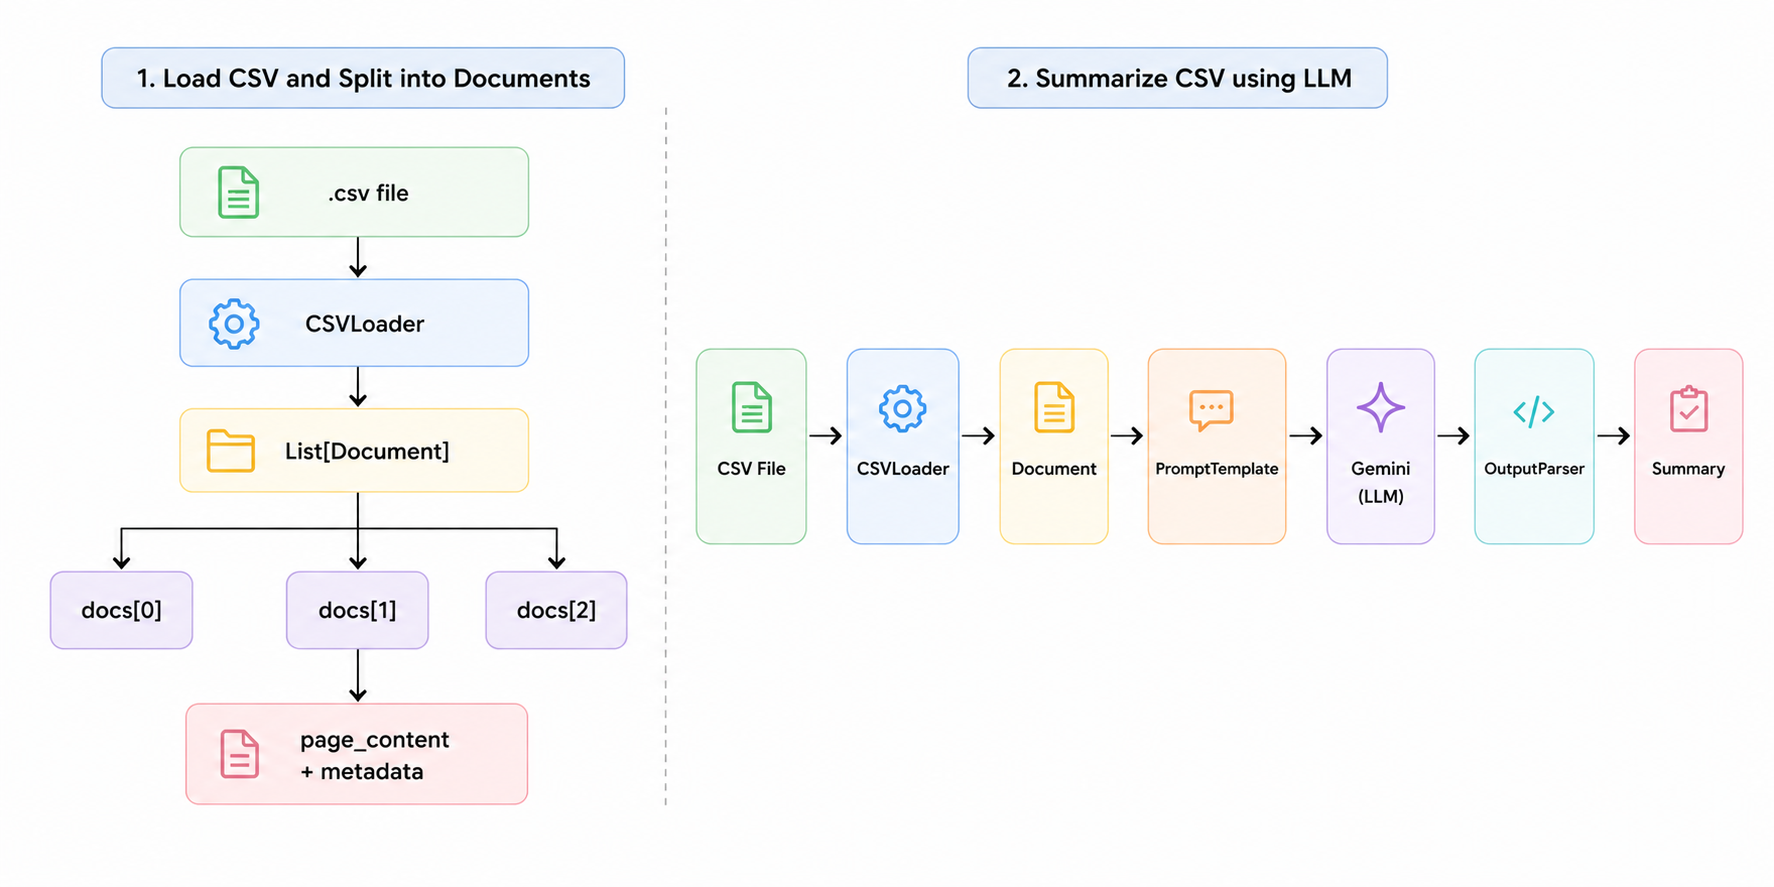 1. Load CSV and Split into Documents
.csv file
CSVLoader
List[Document]
docs[0]
docs[1]
docs[2]
page_content
+ metadata
2. Summarize CSV using LLM
CSV File
CSVLoader
Document
PromptTemplate
Gemini
(LLM)
OutputParser
Summary